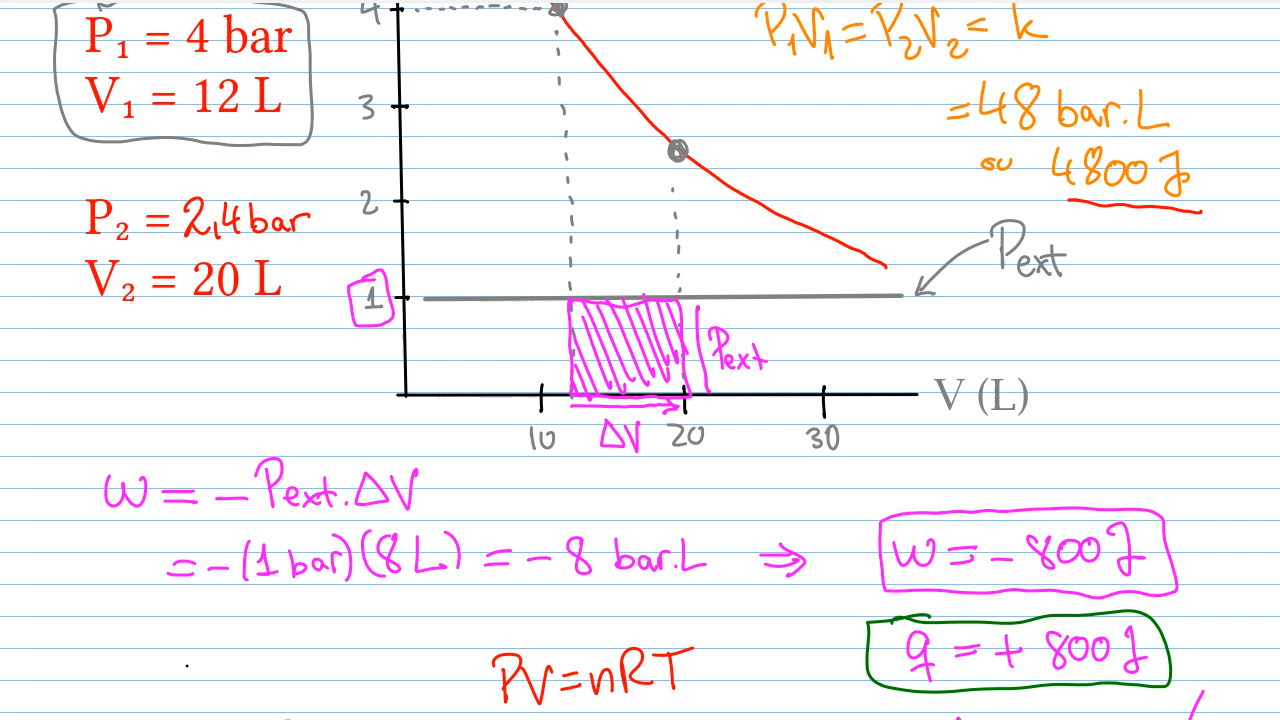 P₁ = 4 bar
V₁ = 12 L
P₂ = 2,4 bar
V₂ = 20 L
4
3
2
1
P₁V₁ = P₂V₂ = k
= 48 bar.L
ou 4800 J
Pext
Pext
V (L)
10
ΔV
20
30
w = - Pext.ΔV
= -(1 bar)(8 L) = - 8 bar.L ⇒ w = - 800 J
q = + 800 J
PV = nRT